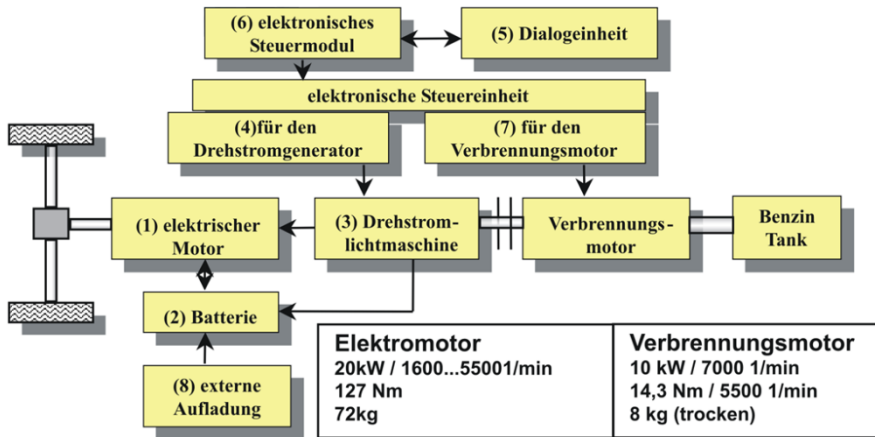 (6) elektronisches
Steuermodul
(5) Dialogeinheit
elektronische Steuereinheit
(4)für den
Drehstromgenerator
(7) für den
Verbrennungsmotor
(1) elektrischer
Motor
(3) Drehstrom-
lichtmaschine
Verbrennungs-
motor
Benzin
Tank
(2) Batterie
(8) externe
Aufladung
Elektromotor
20kW / 1600...55001/min
127 Nm
72kg
Verbrennungsmotor
10 kW / 7000 1/min
14,3 Nm / 5500 1/min
8 kg (trocken)